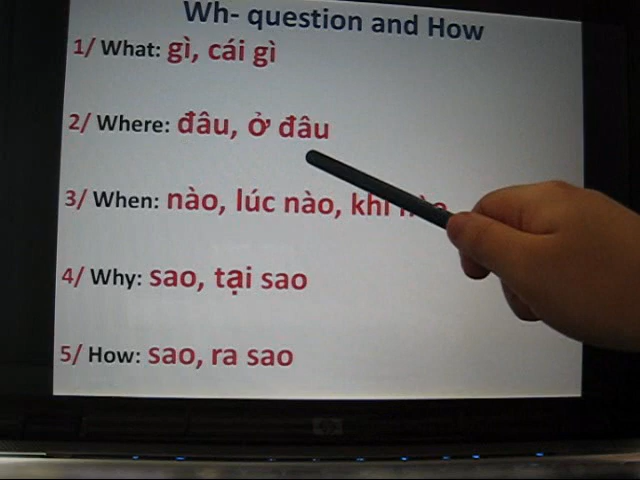 Wh- question and How
1/ What: gì, cái gì
2/ Where: đâu, ở đâu
3/ When: nào, lúc nào, khi
4/ Why: sao, tại sao
5/ How: sao, ra sao